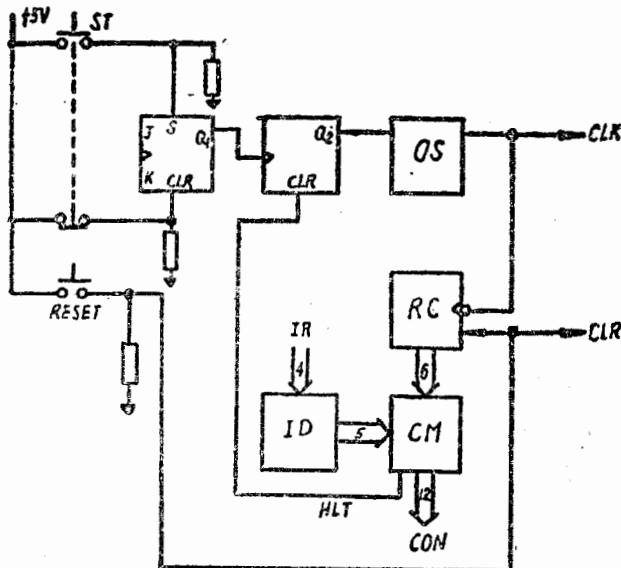 +5V
ST
J
S
Q1
K
CLR
Q2
CLR
OS
CLK
RESET
RC
CLR
IR
4
6
ID
5
CM
HLT
12
CON